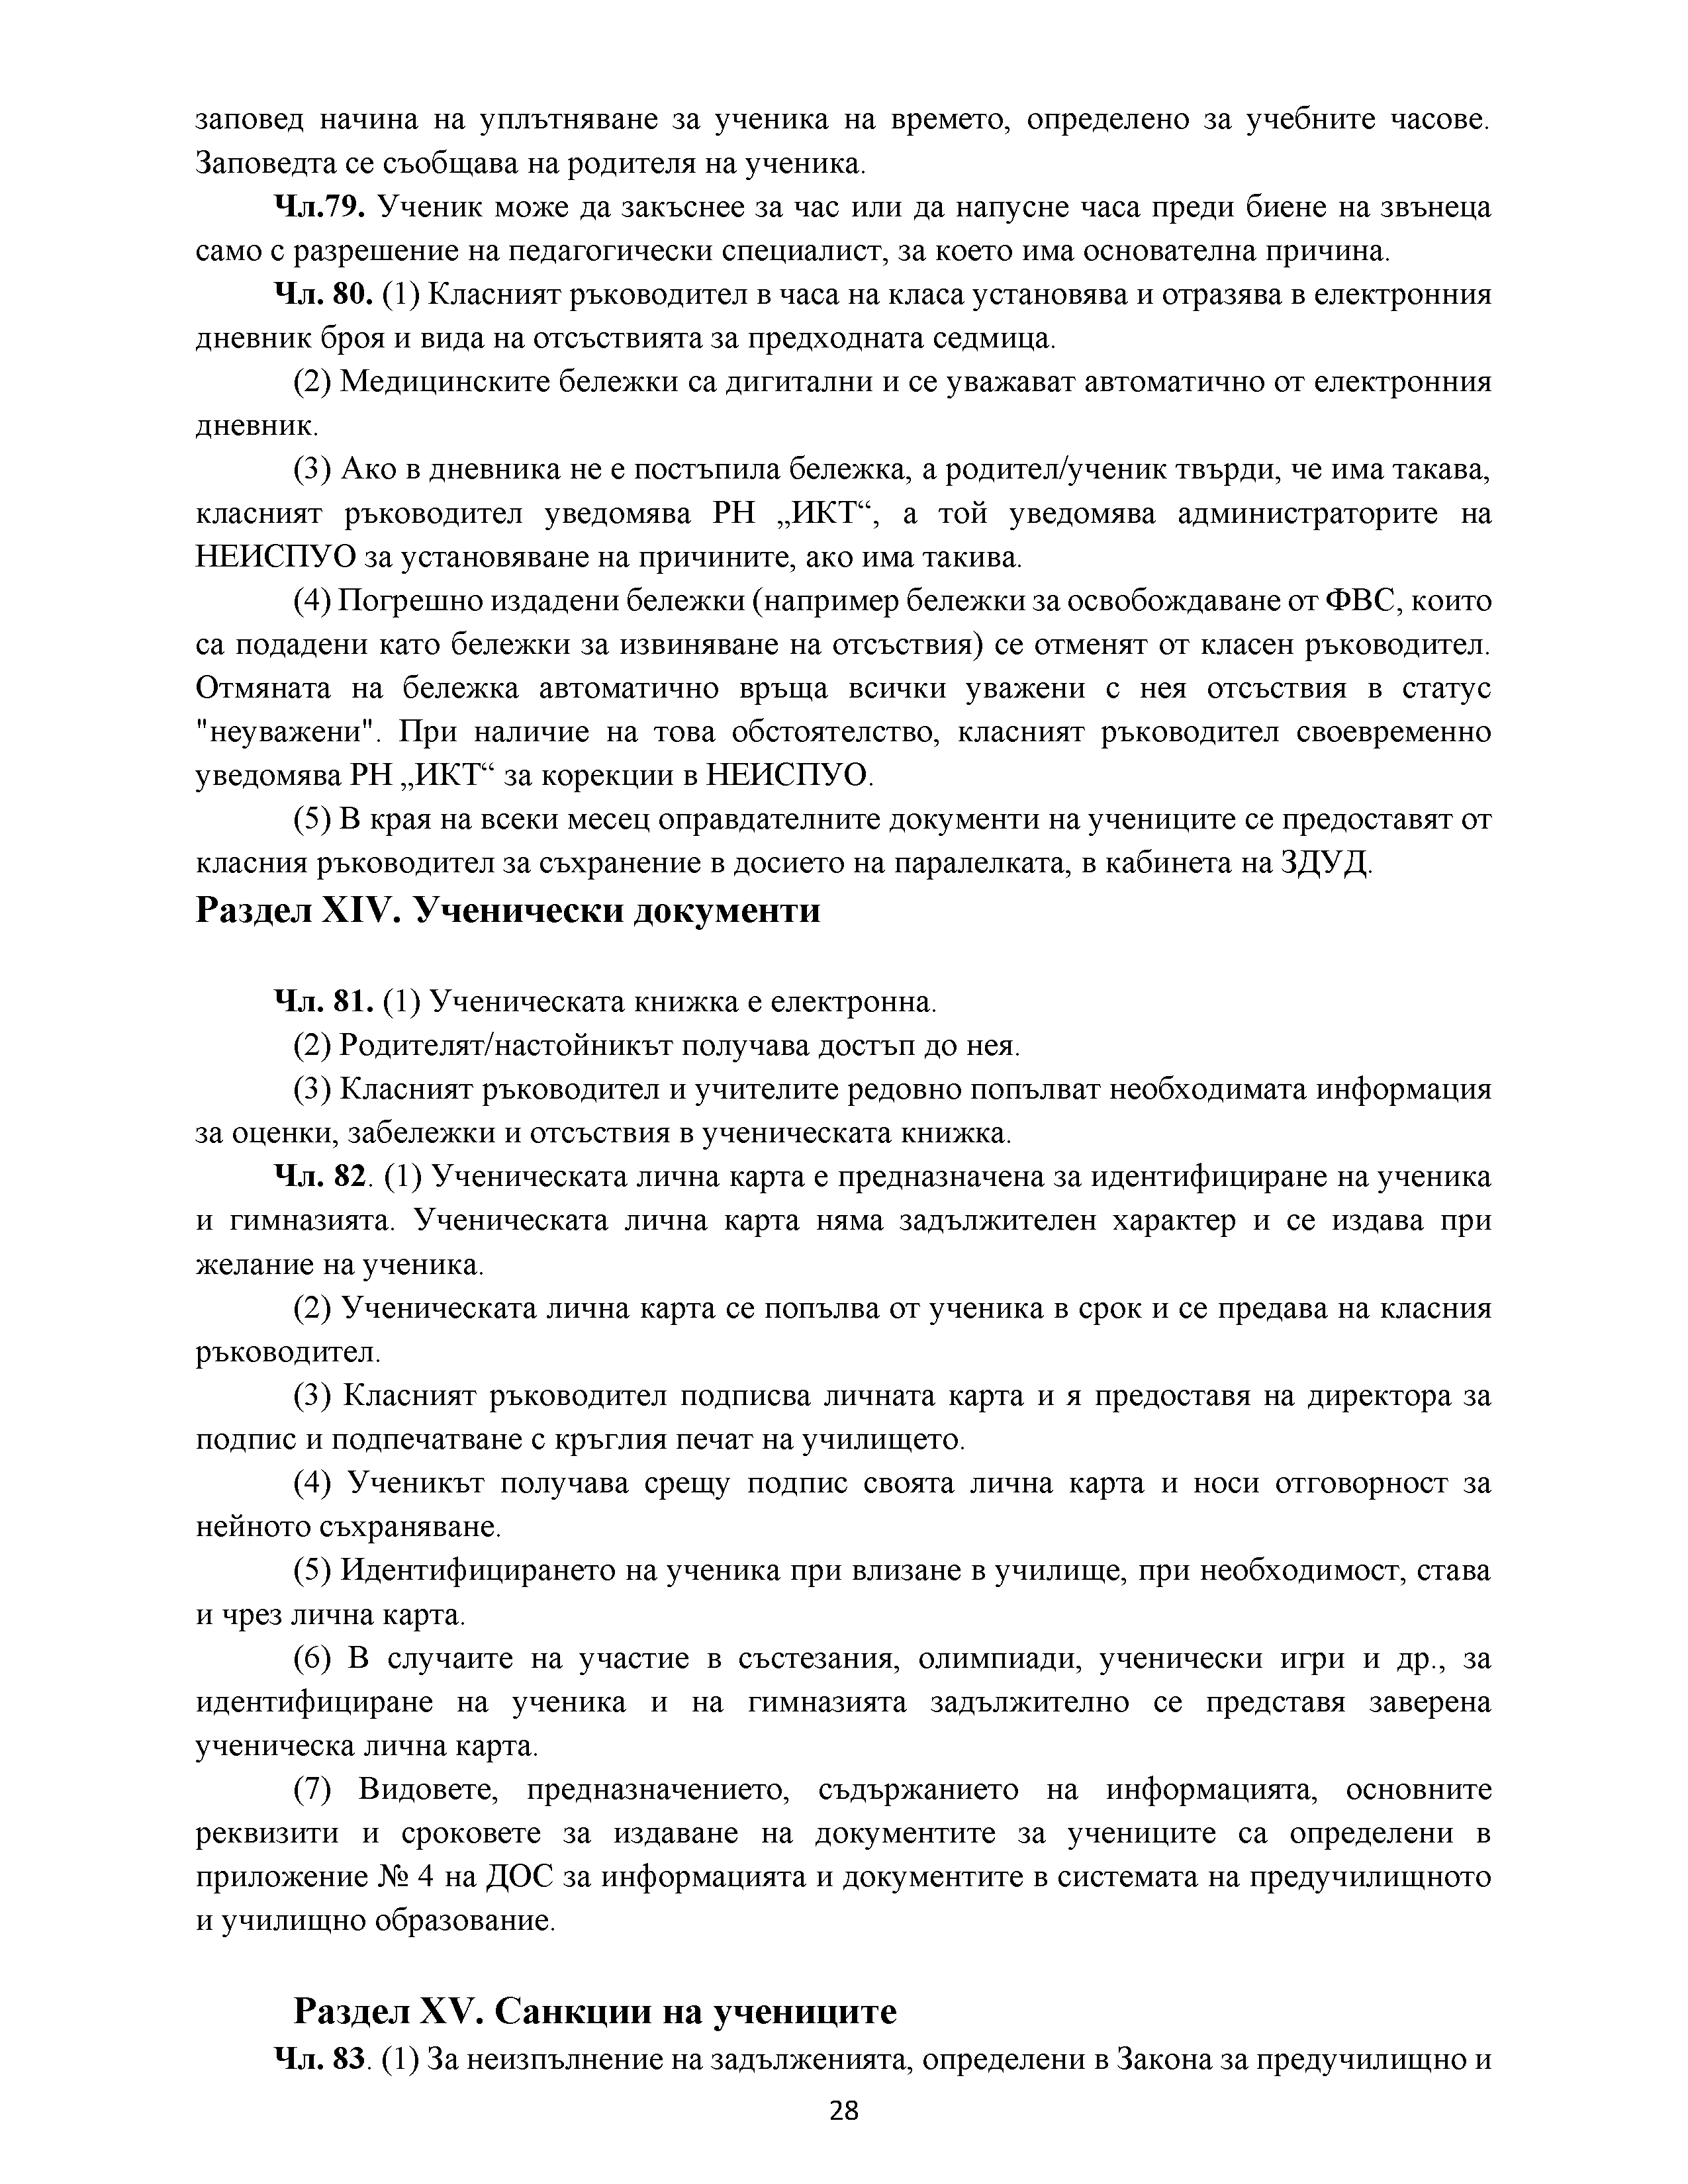 заповед начина на уплътняване за ученика на времето, определено за учебните часове.
Заповедта се съобщава на родителя на ученика.
Чл.79. Ученик може да закъснее за час или да напусне часа преди биене на звънеца
само с разрешение на педагогически специалист, за което има основателна причина.
Чл. 80. (1) Класният ръководител в часа на класа установява и отразява в електронния
дневник броя и вида на отсъствията за предходната седмица.
(2) Медицинските бележки са дигитални и се уважават автоматично от електронния
дневник.
(3) Ако в дневника не е постъпила бележка, а родител/ученик твърди, че има такава,
класният ръководител уведомява РН „ИКТ“, а той уведомява администраторите на
НЕИСПУО за установяване на причините, ако има такива.
(4) Погрешно издадени бележки (например бележки за освобождаване от ФВС, които
са подадени като бележки за извиняване на отсъствия) се отменят от класен ръководител.
Отмяната на бележка автоматично връща всички уважени с нея отсъствия в статус
"неуважени". При наличие на това обстоятелство, класният ръководител своевременно
уведомява РН „ИКТ“ за корекции в НЕИСПУО.
(5) В края на всеки месец оправдателните документи на учениците се предоставят от
класния ръководител за съхранение в досието на паралелката, в кабинета на ЗДУД.
Раздел XIV. Ученически документи
Чл. 81. (1) Ученическата книжка е електронна.
(2) Родителят/настойникът получава достъп до нея.
(3) Класният ръководител и учителите редовно попълват необходимата информация
за оценки, забележки и отсъствия в ученическата книжка.
Чл. 82. (1) Ученическата лична карта е предназначена за идентифициране на ученика
и гимназията. Ученическата лична карта няма задължителен характер и се издава при
желание на ученика.
(2) Ученическата лична карта се попълва от ученика в срок и се предава на класния
ръководител.
(3) Класният ръководител подписва личната карта и я предоставя на директора за
подпис и подпечатване с кръглия печат на училището.
(4) Ученикът получава срещу подпис своята лична карта и носи отговорност за
нейното съхраняване.
(5) Идентифицирането на ученика при влизане в училище, при необходимост, става
и чрез лична карта.
(6) В случаите на участие в състезания, олимпиади, ученически игри и др., за
идентифициране на ученика и на гимназията задължително се представя заверена
ученическа лична карта.
(7) Видовете, предназначението, съдържанието на информацията, основните
реквизити и сроковете за издаване на документите за учениците са определени в
приложение № 4 на ДОС за информацията и документите в системата на предучилищното
и училищно образование.
Раздел XV. Санкции на учениците
Чл. 83. (1) За неизпълнение на задълженията, определени в Закона за предучилищно и
28